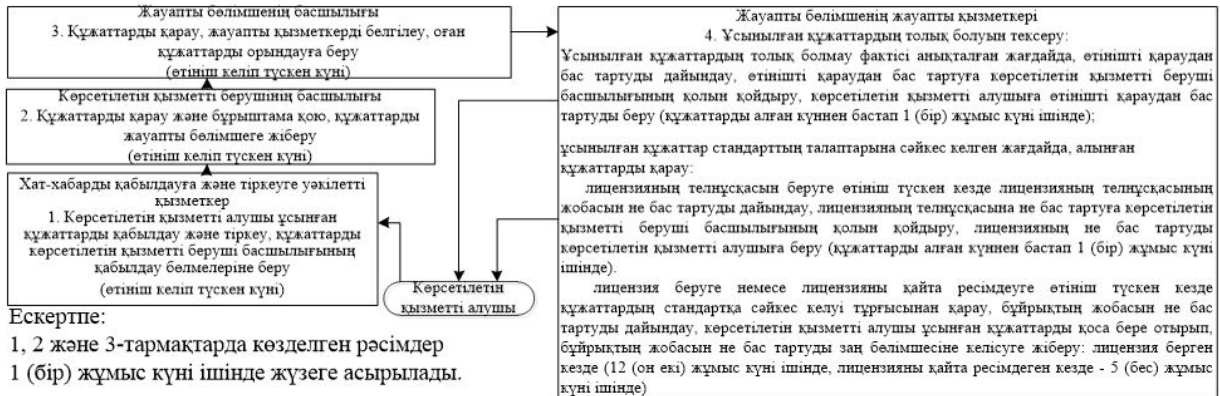 Жауапты бөлімшенің басшылығы
3. Құжаттарды қарау, жауапты қызметкерді белгілеу, оған
құжаттарды орындауға беру
(өтініш келіп түскен күні)
Көрсетілетін қызметті берушінің басшылығы
2. Құжаттарды қарау және бұрыштама қою, құжаттарды
жауапты бөлімшеге жіберу
(өтініш келіп түскен күні)
Хат-хабарды қабылдауға және тіркеуге уәкілетті
қызметкер
1. Көрсетілетін қызметті алушы ұсынған
құжаттарды қабылдау және тіркеу, құжаттарды
көрсетілетін қызметті беруші басшылығының
қабылдау бөлмелеріне беру
(өтініш келіп түскен күні)
Көрсетілетін
қызметті алушы
Ескертпе:
1, 2 және 3-тармақтарда көзделген рәсімдер
1 (бір) жұмыс күні ішінде жүзеге асырылады.
Жауапты бөлімшенің жауапты қызметкері
4. Ұсынылған құжаттардың толық болуын тексеру:
Ұсынылған құжаттардың толық болмау фактісі анықталған жағдайда, өтінішті қараудан
бас тартуды дайындау, өтінішті қараудан бас тартуға көрсетілетін қызметті беруші
басшылығының қолын қойдыру, көрсетілетін қызметті алушыға өтінішті қараудан бас
тартуды беру (құжаттарды алған күннен бастап 1 (бір) жұмыс күні ішінде);
ұсынылған құжаттар стандарттың талаптарына сәйкес келген жағдайда, алынған
құжаттарды қарау:
лицензияның телнұсқасын беруге өтініш түскен кезде лицензияның телнұсқасының
жобасын не бас тартуды дайындау, лицензияның телнұсқасына не бас тартуға көрсетілетін
қызметті беруші басшылығының қолын қойдыру, лицензияның не бас тартуды
көрсетілетін қызметті алушыға беру (құжаттарды алған күннен бастап 1 (бір) жұмыс күні
ішінде).
лицензия беруге немесе лицензияны қайта ресімдеуге өтініш түскен кезде
құжаттардың стандартқа сәйкес келуі тұрғысынан қарау, бұйрықтың жобасын не бас
тартуды дайындау, көрсетілетін қызметті алушы ұсынған құжаттарды қоса бере отырып,
бұйрықтың жобасын не бас тартуды заң бөлімшесіне келісуге жіберу: лицензия берген
кезде (12 (он екі) жұмыс күні ішінде, лицензияны қайта ресімдеген кезде - 5 (бес) жұмыс
күні ішінде)